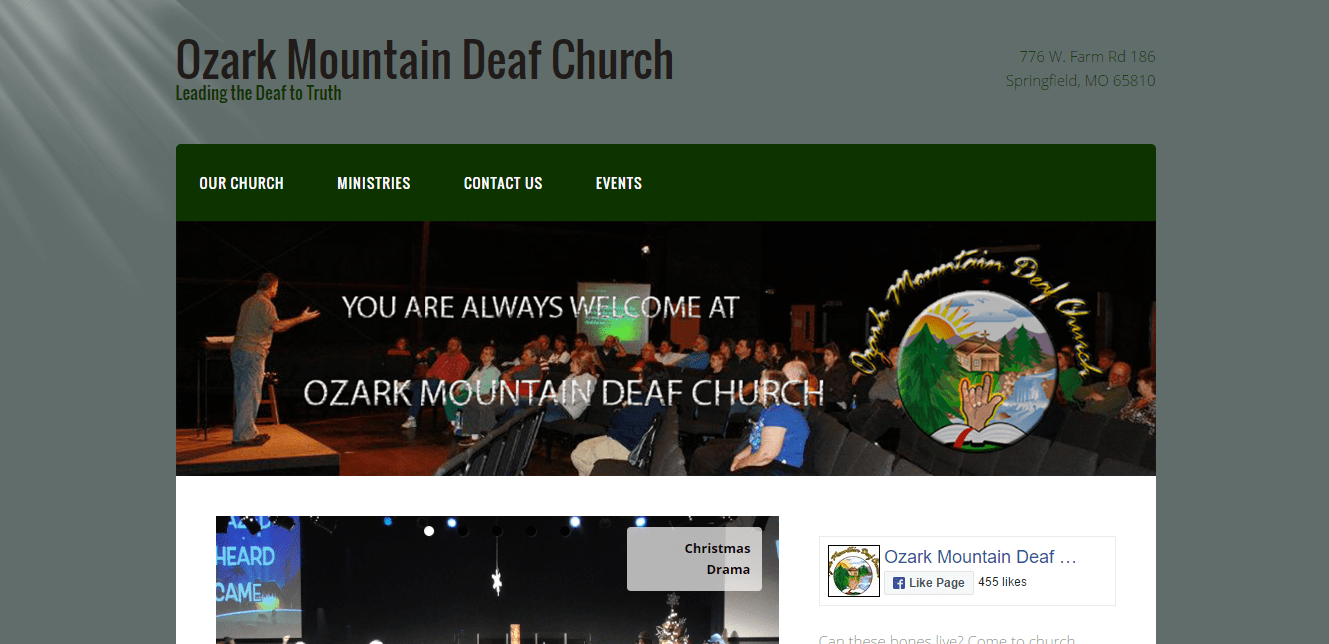 Ozark Mountain Deaf Church
Leading the Deaf to Truth
776 W. Farm Rd 186
Springfield, MO 65810
OUR CHURCH
MINISTRIES
CONTACT US
EVENTS
YOU ARE ALWAYS WELCOME AT
OZARK MOUNTAIN DEAF CHURCH
Ozark Mountain Deaf Church
HEARD
CAME
Christmas
Drama
Ozark Mountain Deaf …
Like Page
455 likes
Can these bones live? Come to church